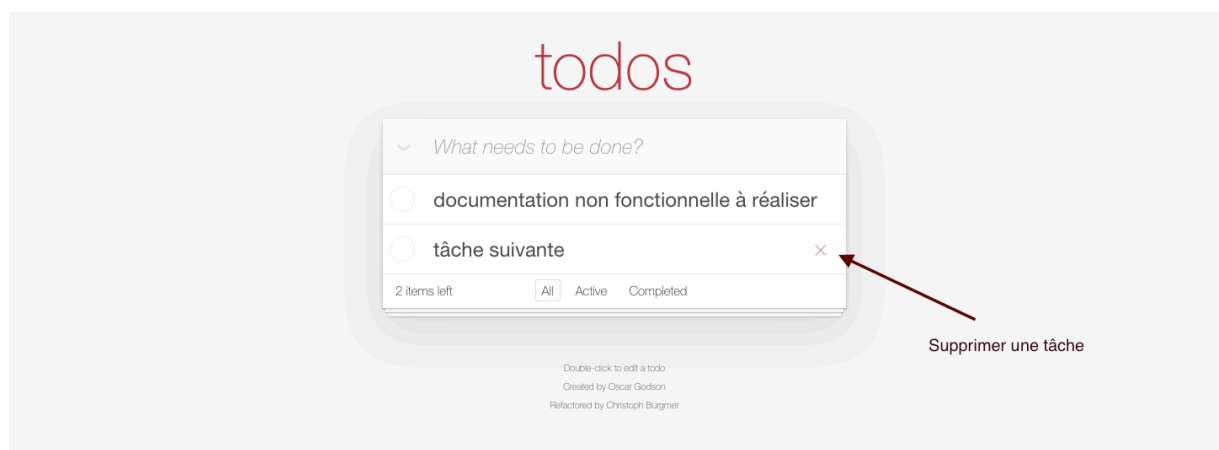 todos
What needs to be done?
documentation non fonctionnelle à réaliser
tâche suivante
2 items left All Active Completed
Supprimer une tâche
Double-click to edit a todo
Created by Oscar Godson
Refactored by Christoph Burgmer